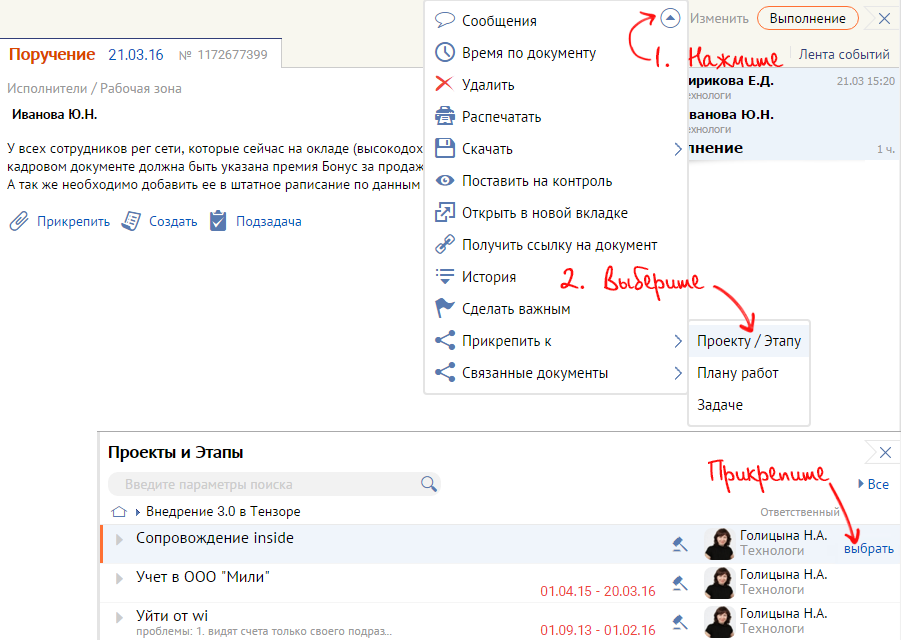 Поручение 21.03.16 № 1172677399
Исполнители / Рабочая зона
Иванова Ю.Н.
У всех сотрудников рег сети, которые сейчас на окладе (высокодох
кадровом документе должна быть указана премия Бонус за продаж
А так же необходимо добавить ее в штатное раписание по данным
Прикрепить Создать Подзадача
Сообщения
Время по документу
Удалить
Распечатать
Скачать
Поставить на контроль
Открыть в новой вкладке
Получить ссылку на документ
История
Сделать важным
Прикрепить к
Связанные документы
1. Нажмите
2. Выберите
Проекту / Этапу
Плану работ
Задаче
Изменить Выполнение
Лента событий
ирикова Е.Д. 21.03 15:20
ехнологи
ванова Ю.Н.
ехнологи
лнение 1 ч.
Проекты и Этапы
Введите параметры поиска
Прикрепите
Все
Внедрение 3.0 в Тензоре Ответственный
Сопровождение inside Голицына Н.А.
Технологи выбрать
Учет в ООО "Мили" 01.04.15 - 20.03.16 Голицына Н.А.
Технологи
Уйти от wi Голицына Н.А.
проблемы: 1. видят счета только своего подраз... 01.09.13 - 01.02.16 Технологи